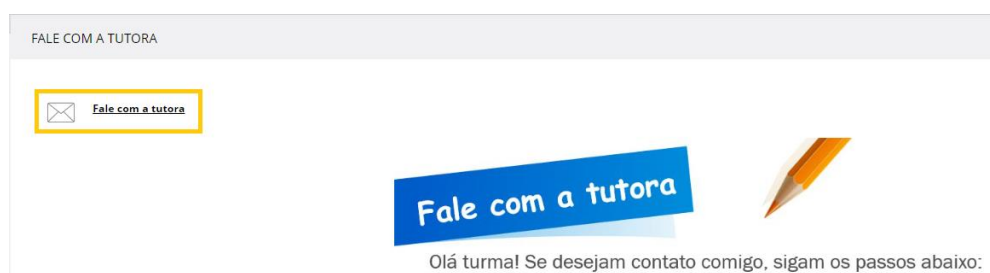 FALE COM A TUTORA
Fale com a tutora
Fale com a tutora
Olá turma! Se desejam contato comigo, sigam os passos abaixo: